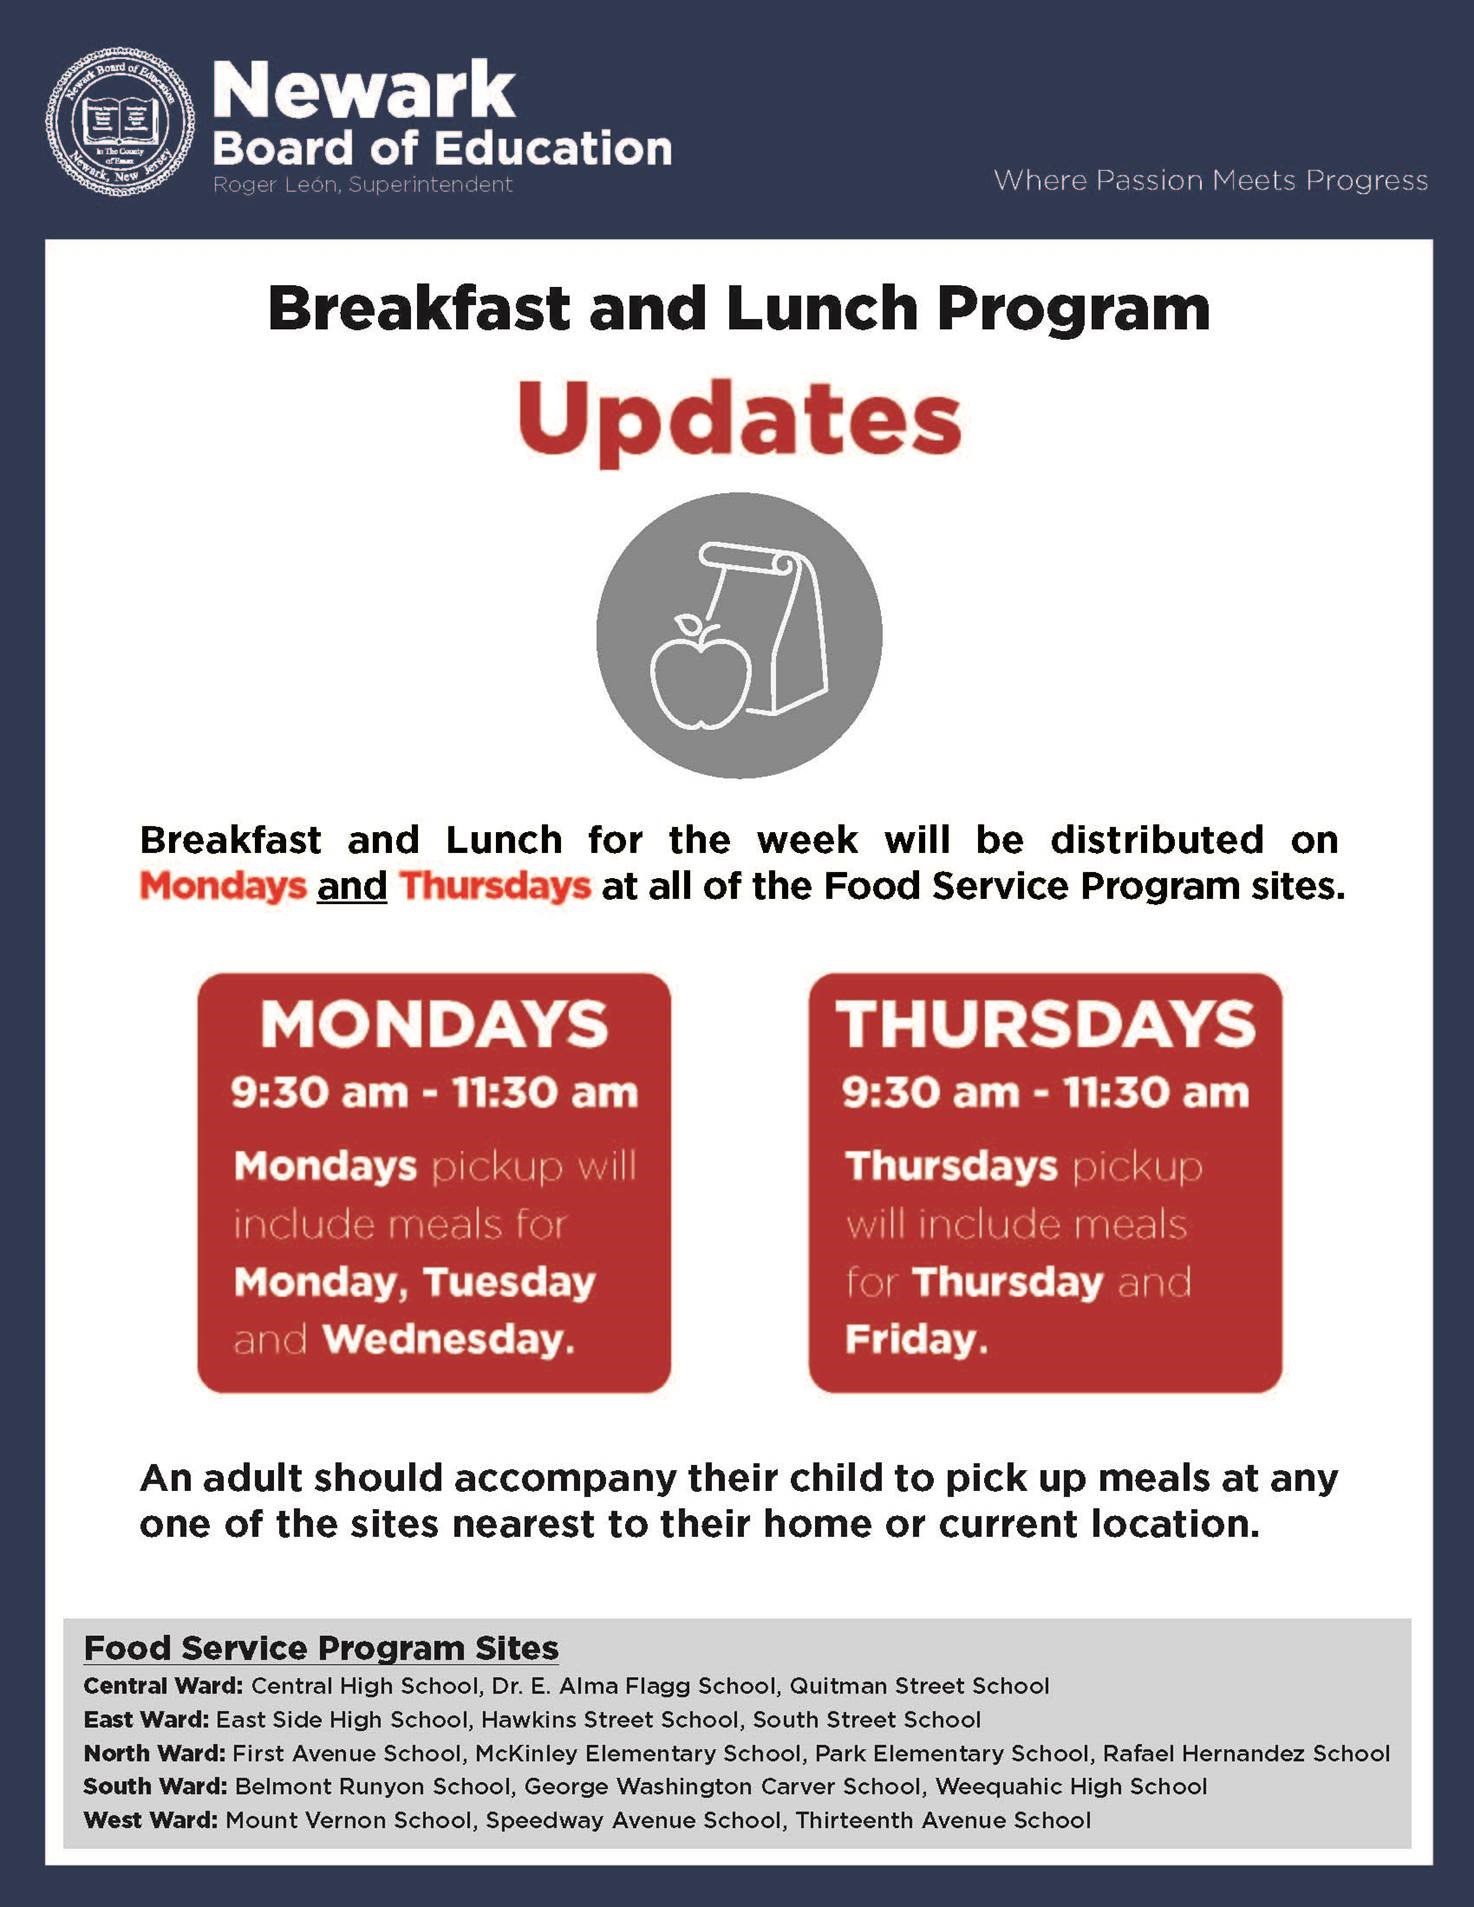 Newark Board of Education
In The County
of Essex
Newark, New Jersey
Newark
Board of Education
Roger León, Superintendent
Where Passion Meets Progress
Breakfast and Lunch Program
Updates
Breakfast and Lunch for the week will be distributed on
Mondays and Thursdays at all of the Food Service Program sites.
MONDAYS
9:30 am - 11:30 am
Mondays pickup will
include meals for
Monday, Tuesday
and Wednesday.
THURSDAYS
9:30 am - 11:30 am
Thursdays pickup
will include meals
for Thursday and
Friday.
An adult should accompany their child to pick up meals at any
one of the sites nearest to their home or current location.
Food Service Program Sites
Central Ward: Central High School, Dr. E. Alma Flagg School, Quitman Street School
East Ward: East Side High School, Hawkins Street School, South Street School
North Ward: First Avenue School, McKinley Elementary School, Park Elementary School, Rafael Hernandez School
South Ward: Belmont Runyon School, George Washington Carver School, Weequahic High School
West Ward: Mount Vernon School, Speedway Avenue School, Thirteenth Avenue School